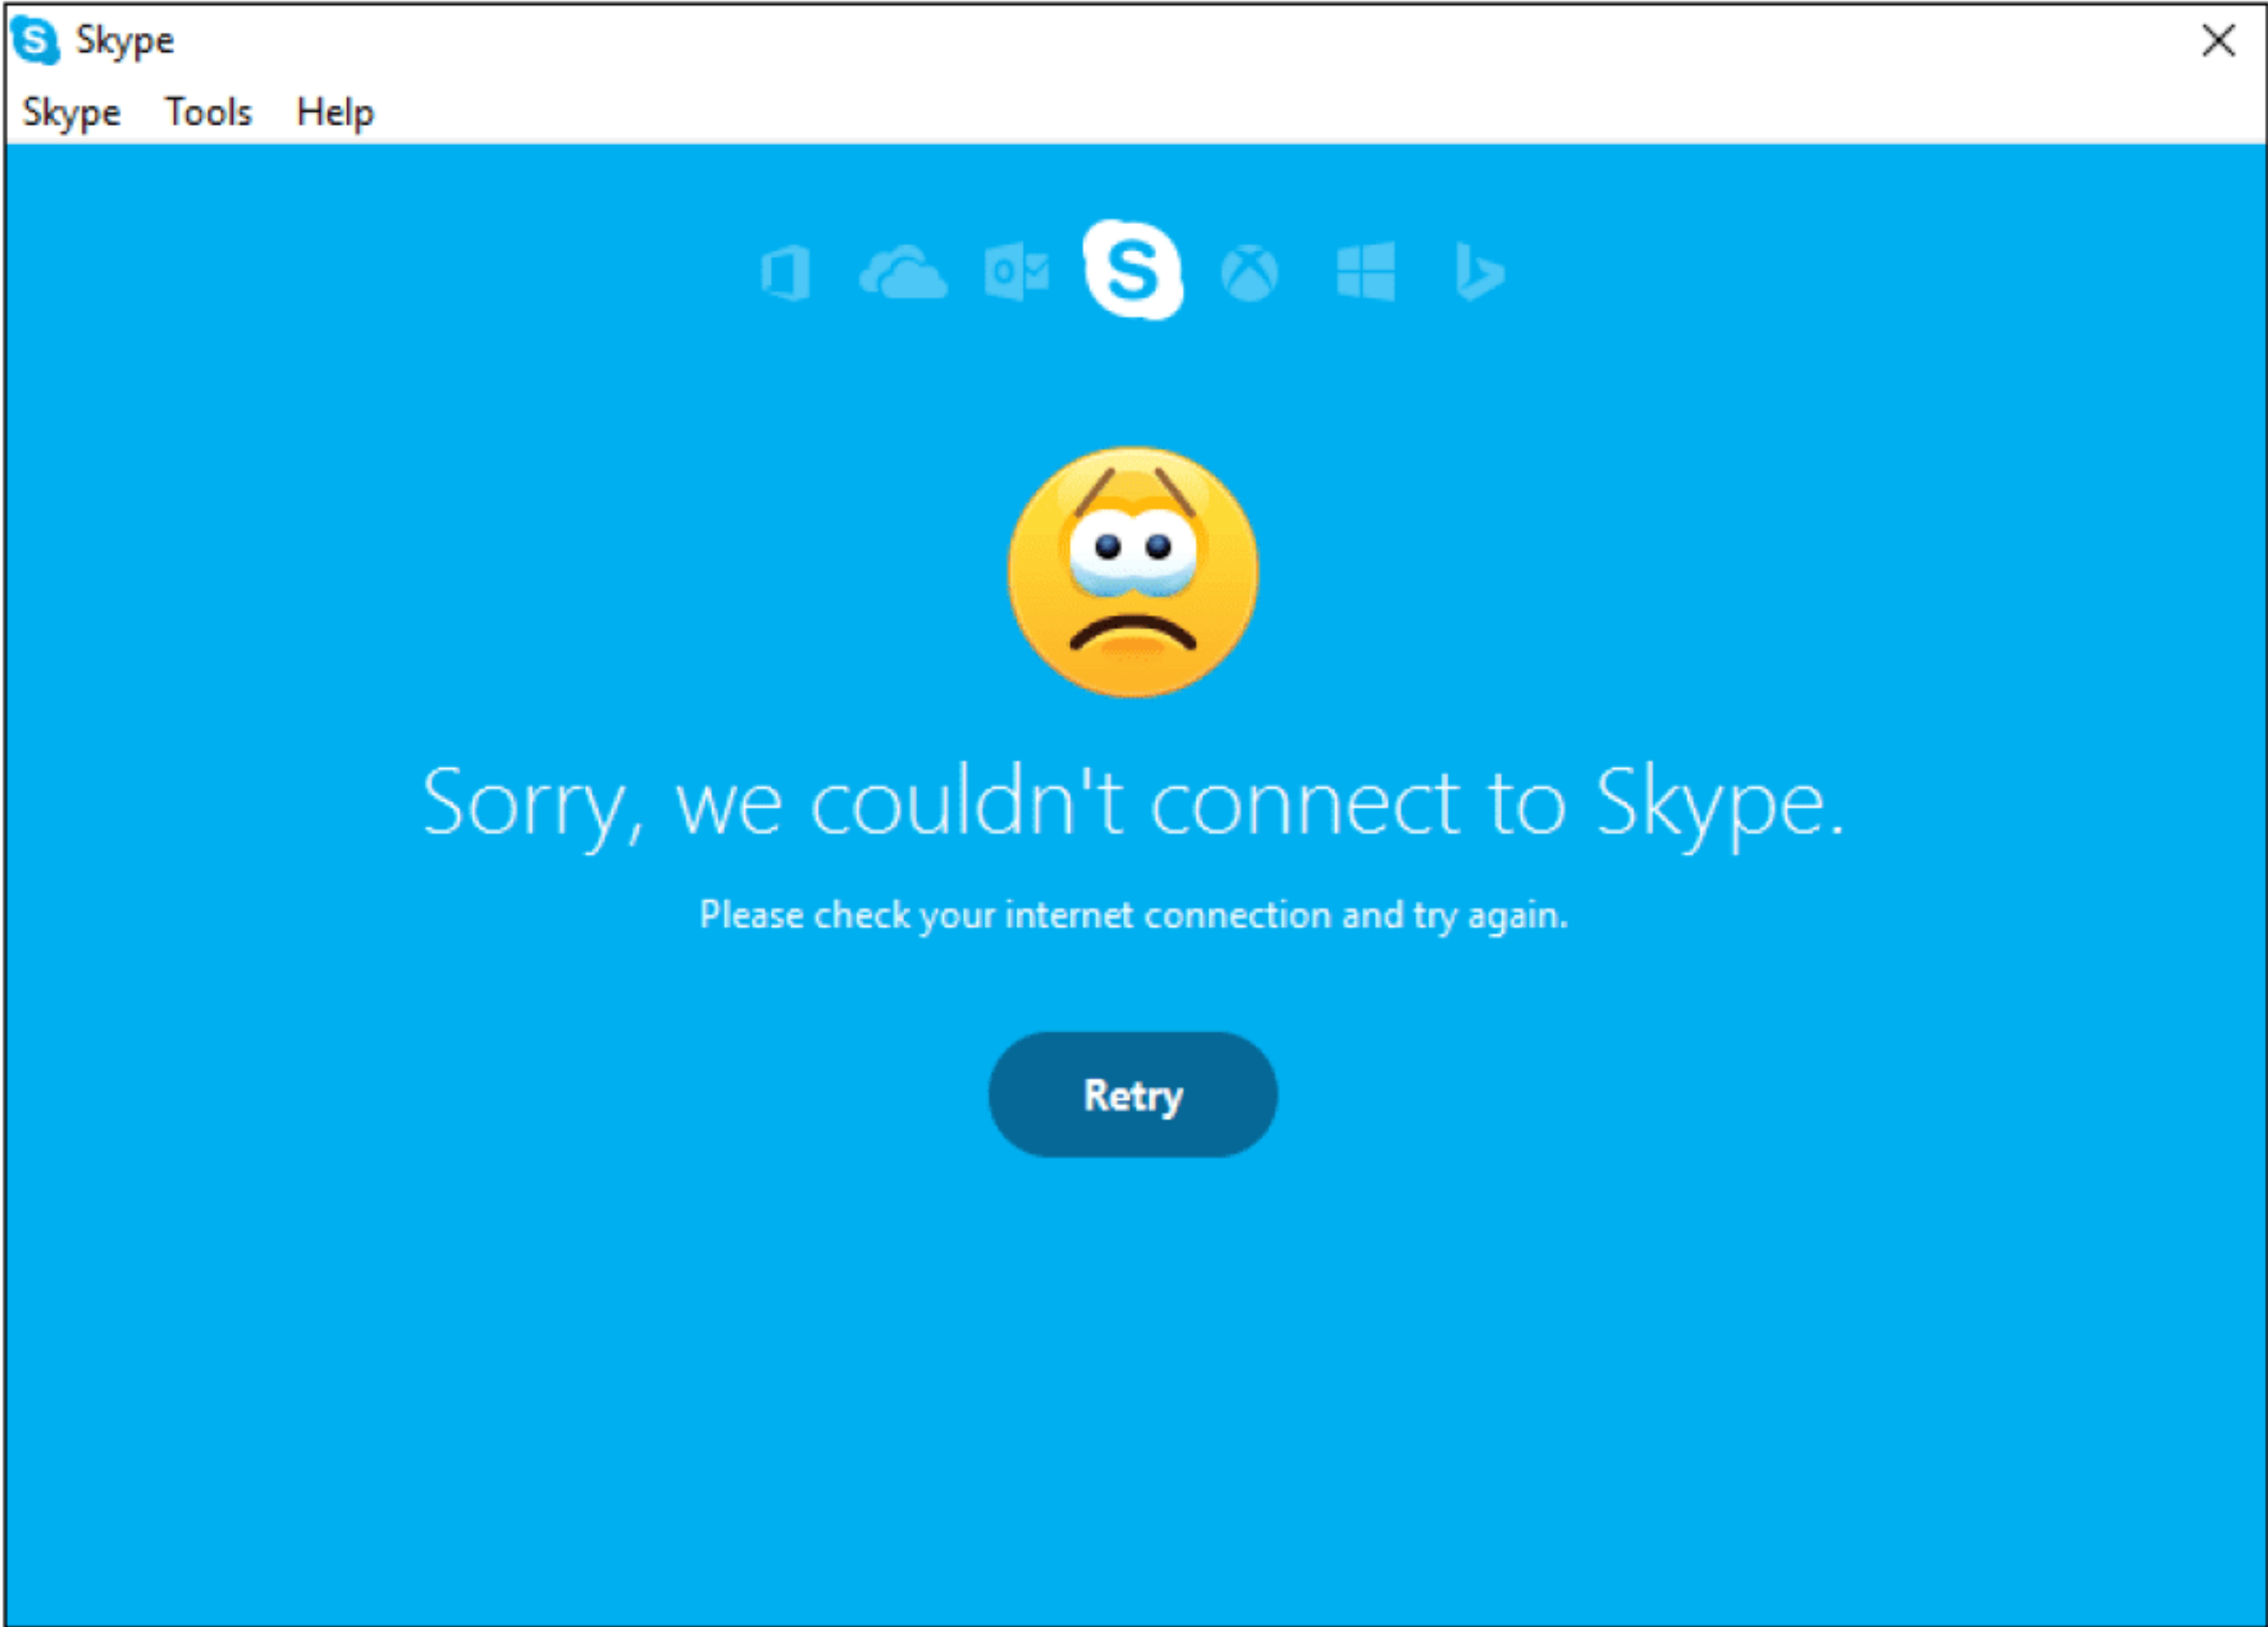 Skype
Skype Tools Help
Sorry, we couldn't connect to Skype.
Please check your internet connection and try again.
Retry